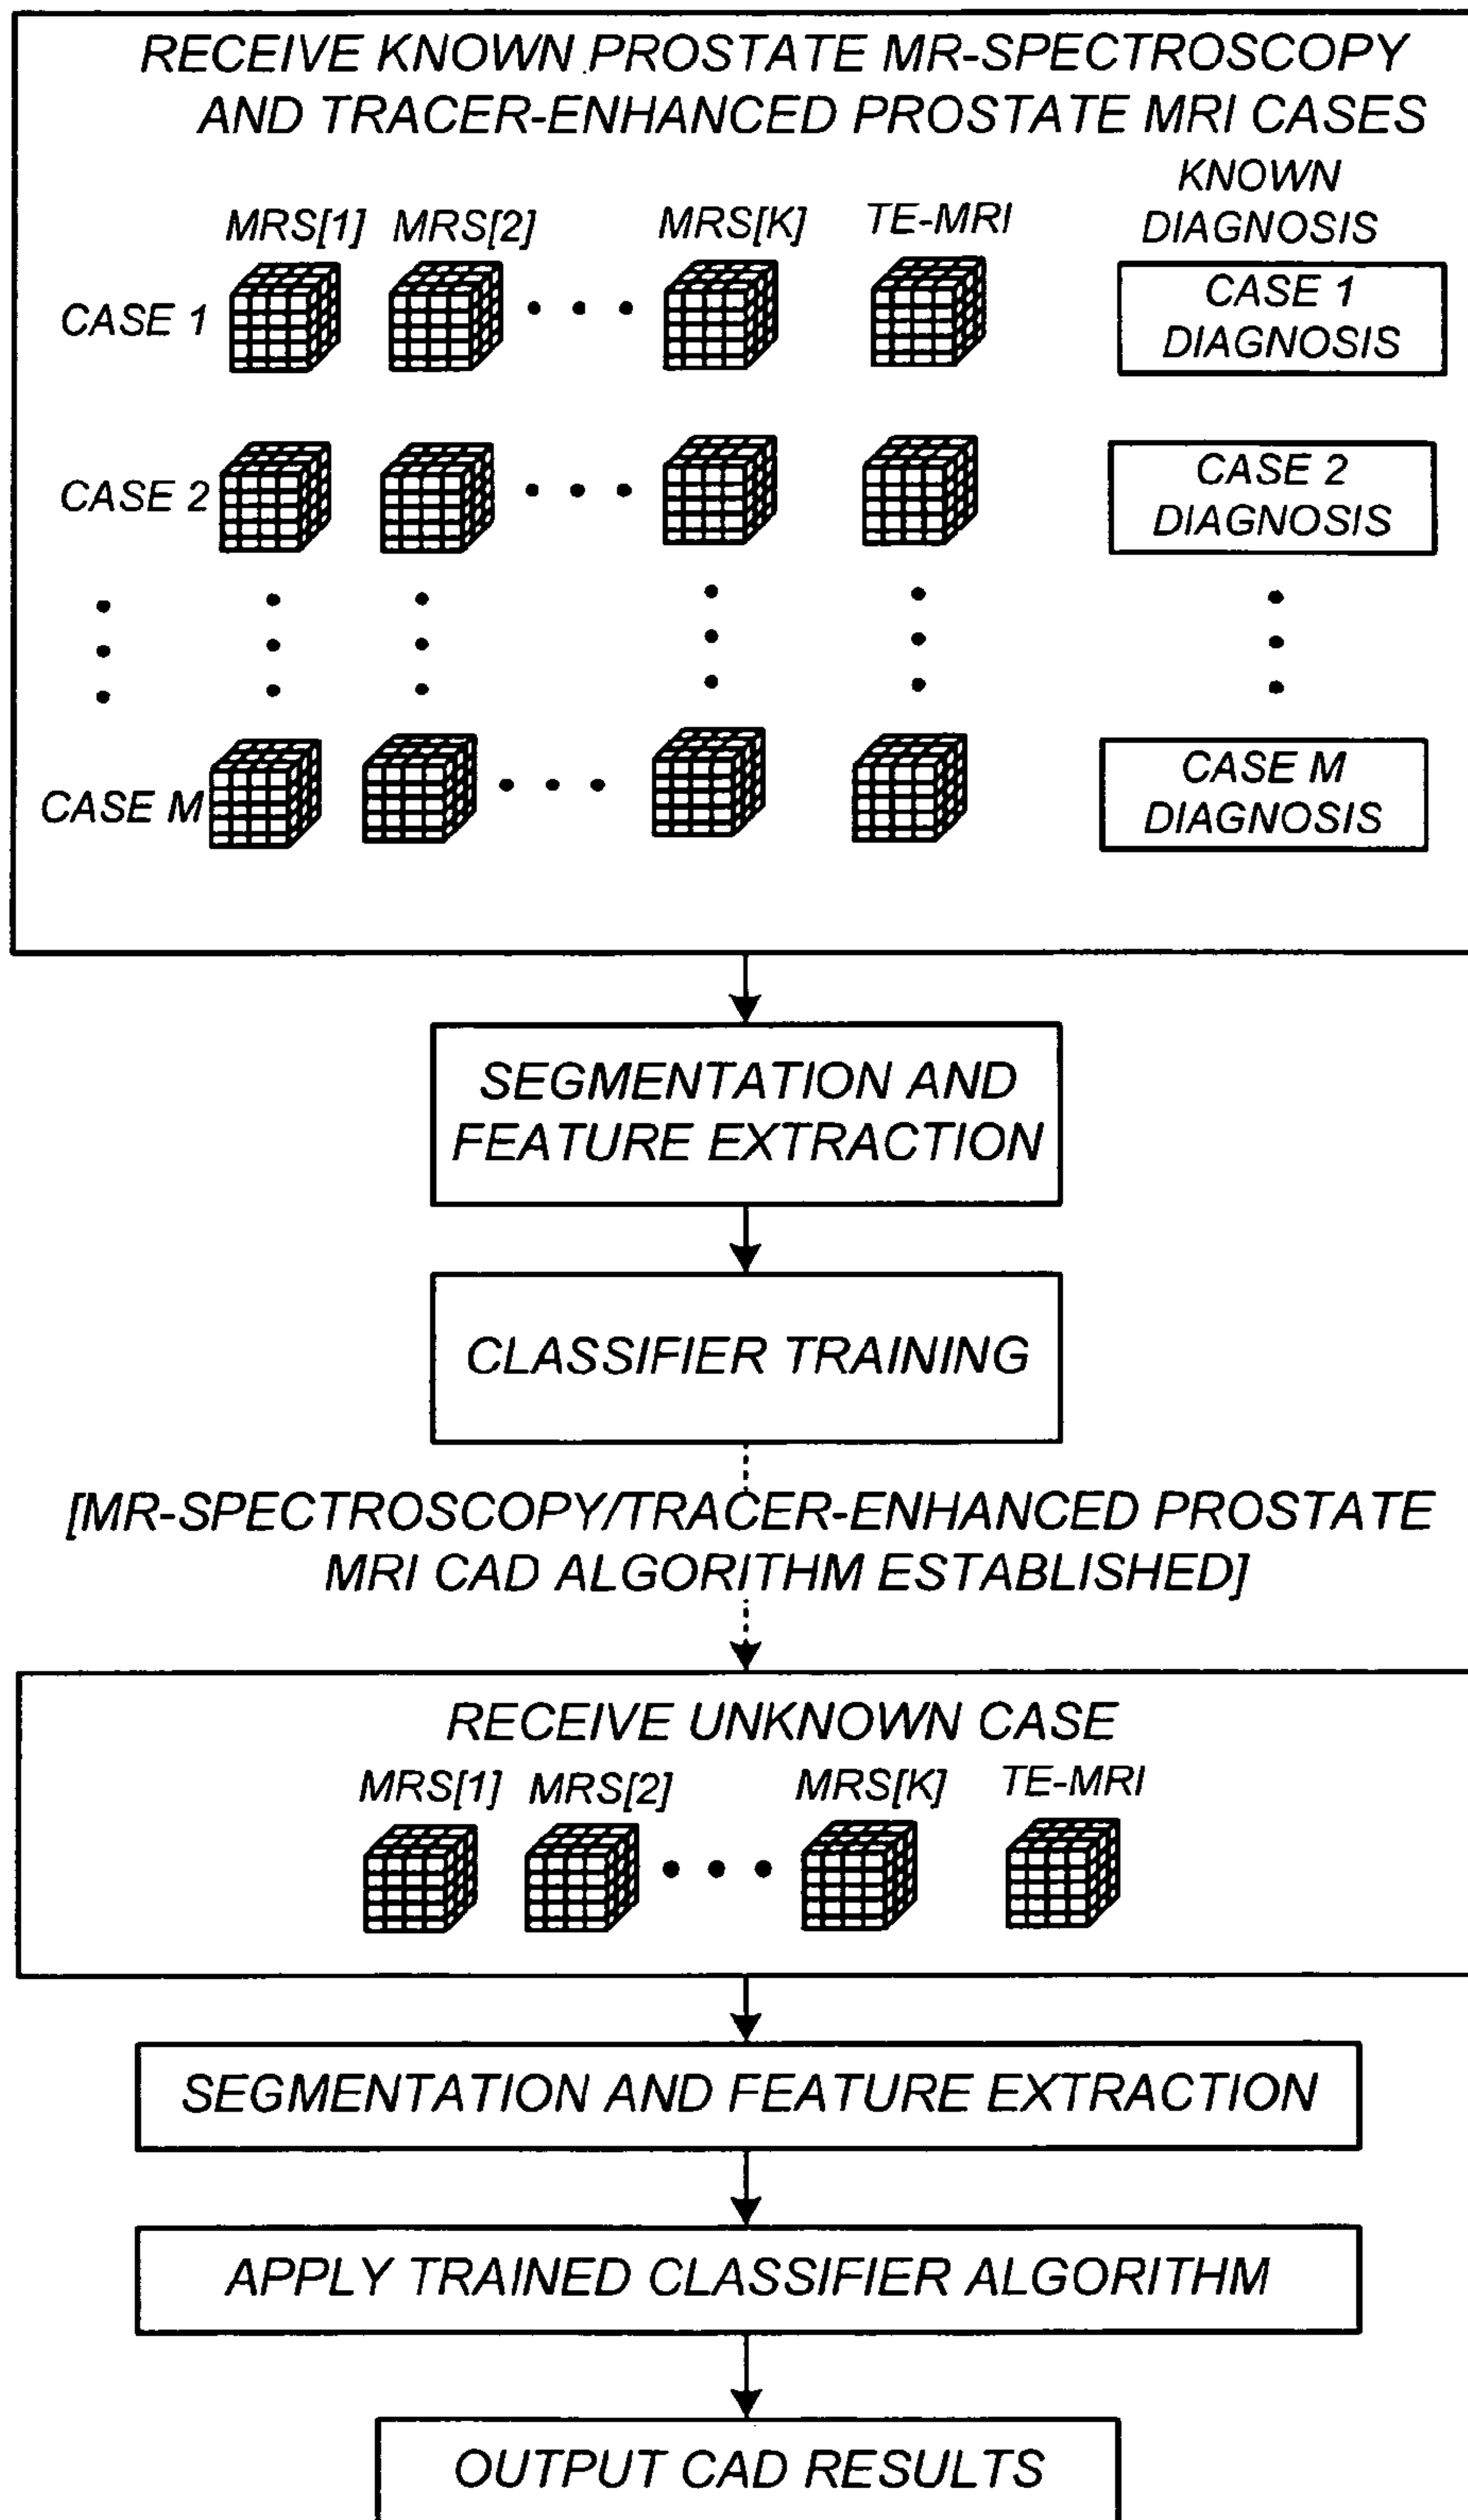 RECEIVE KNOWN PROSTATE MR-SPECTROSCOPY
AND TRACER-ENHANCED PROSTATE MRI CASES
KNOWN
DIAGNOSIS
MRS[1] MRS[2] MRS[K] TE-MRI
CASE 1
CASE 1
DIAGNOSIS
CASE 2
CASE 2
DIAGNOSIS
CASE M
CASE M
DIAGNOSIS
SEGMENTATION AND
FEATURE EXTRACTION
CLASSIFIER TRAINING
[MR-SPECTROSCOPY/TRACER-ENHANCED PROSTATE
MRI CAD ALGORITHM ESTABLISHED]
RECEIVE UNKNOWN CASE
MRS[1] MRS[2] MRS[K] TE-MRI
SEGMENTATION AND FEATURE EXTRACTION
APPLY TRAINED CLASSIFIER ALGORITHM
OUTPUT CAD RESULTS